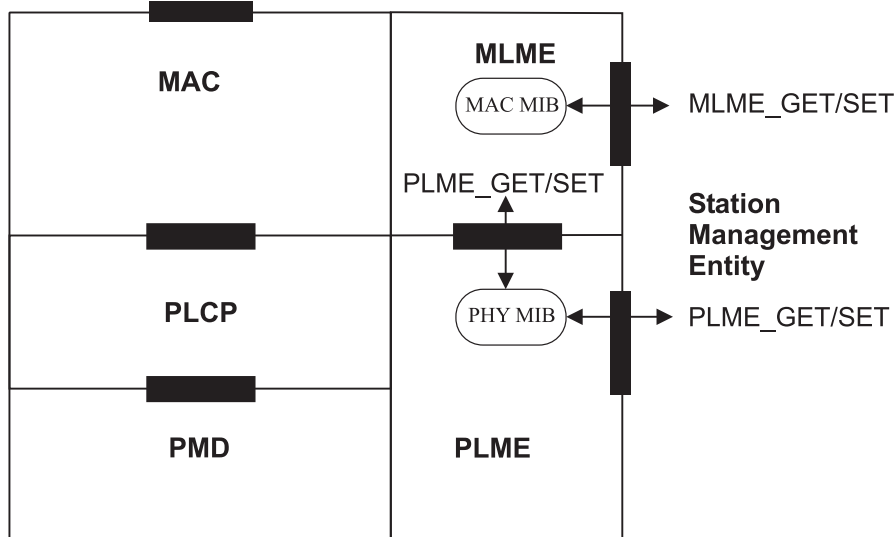 MAC
MLME
MAC MIB
MLME_GET/SET
PLME_GET/SET
Station
Management
Entity
PLCP
PHY MIB
PLME_GET/SET
PMD
PLME